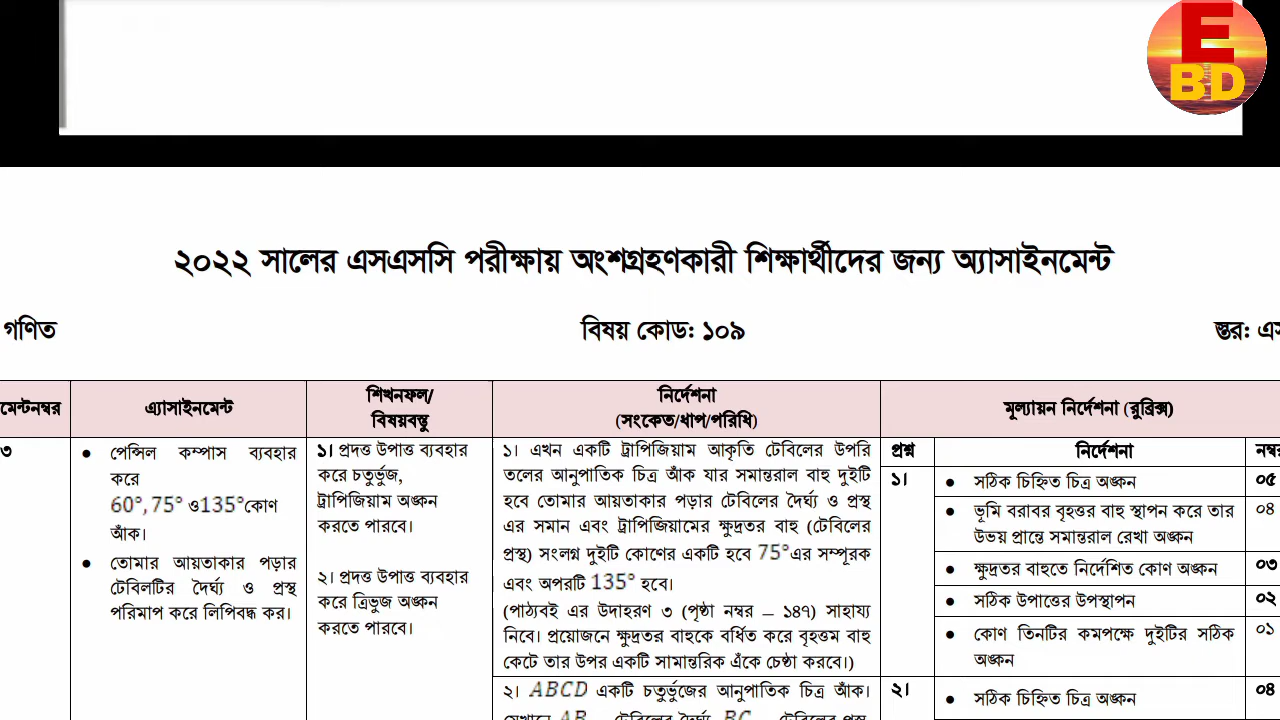 E
BD
২০২২ সালের এসএসসি পরীক্ষায় অংশগ্রহণকারী শিক্ষার্থীদের জন্য অ্যাসাইনমেন্ট
গণিত
বিষয় কোড: ১০৯
স্তর: এস
মেন্টনম্বর
এ্যাসাইনমেন্ট
শিখনফল/
বিষয়বস্তু
নির্দেশনা
(সংকেত/ধাপ/পরিধি)
মূল্যায়ন নির্দেশনা (রুব্রিক্স)
৩
• পেন্সিল কম্পাস ব্যবহার
করে
60°, 75° ও135°কোণ
আঁক।
• তোমার আয়তাকার পড়ার
টেবিলটির দৈর্ঘ্য ও প্রস্থ
পরিমাপ করে লিপিবদ্ধ কর।
১। প্রদত্ত উপাত্ত ব্যবহার
করে চতুর্ভুজ,
ট্রাপিজিয়াম অঙ্কন
করতে পারবে।
২। প্রদত্ত উপাত্ত ব্যবহার
করে ত্রিভুজ অঙ্কন
করতে পারবে।
১। এখন একটি ট্রাপিজিয়াম আকৃতি টেবিলের উপরি
তলের আনুপাতিক চিত্র আঁক যার সমান্তরাল বাহু দুইটি
হবে তোমার আয়তাকার পড়ার টেবিলের দৈর্ঘ্য ও প্রস্থ
এর সমান এবং ট্রাপিজিয়ামের ক্ষুদ্রতর বাহু (টেবিলের
প্রস্থ) সংলগ্ন দুইটি কোণের একটি হবে 75°এর সম্পূরক
এবং অপরটি 135° হবে।
(পাঠ্যবই এর উদাহরণ ৩ (পৃষ্ঠা নম্বর – ১৪৭) সাহায্য
নিবে। প্রয়োজনে ক্ষুদ্রতর বাহুকে বর্ধিত করে বৃহত্তম বাহু
কেটে তার উপর একটি সামান্তরিক এঁকে চেষ্ঠা করবে।)
২। ABCD একটি চতুর্ভুজের আনুপাতিক চিত্র আঁক।
যেখানে AB টেবিলের দৈর্ঘ্য BC টেবিলের প্রস্থ
প্রশ্ন
নির্দেশনা
নম্বর
১।
• সঠিক চিহ্নিত চিত্র অঙ্কন
০৫
• ভূমি বরাবর বৃহত্তর বাহু স্থাপন করে তার
উভয় প্রান্তে সমান্তরাল রেখা অঙ্কন
০৪
• ক্ষুদ্রতর বাহুতে নির্দেশিত কোণ অঙ্কন
০৩
• সঠিক উপাত্তের উপস্থাপন
০২
• কোণ তিনটির কমপক্ষে দুইটির সঠিক
অঙ্কন
০১
২।
• সঠিক চিহ্নিত চিত্র অঙ্কন
০৪